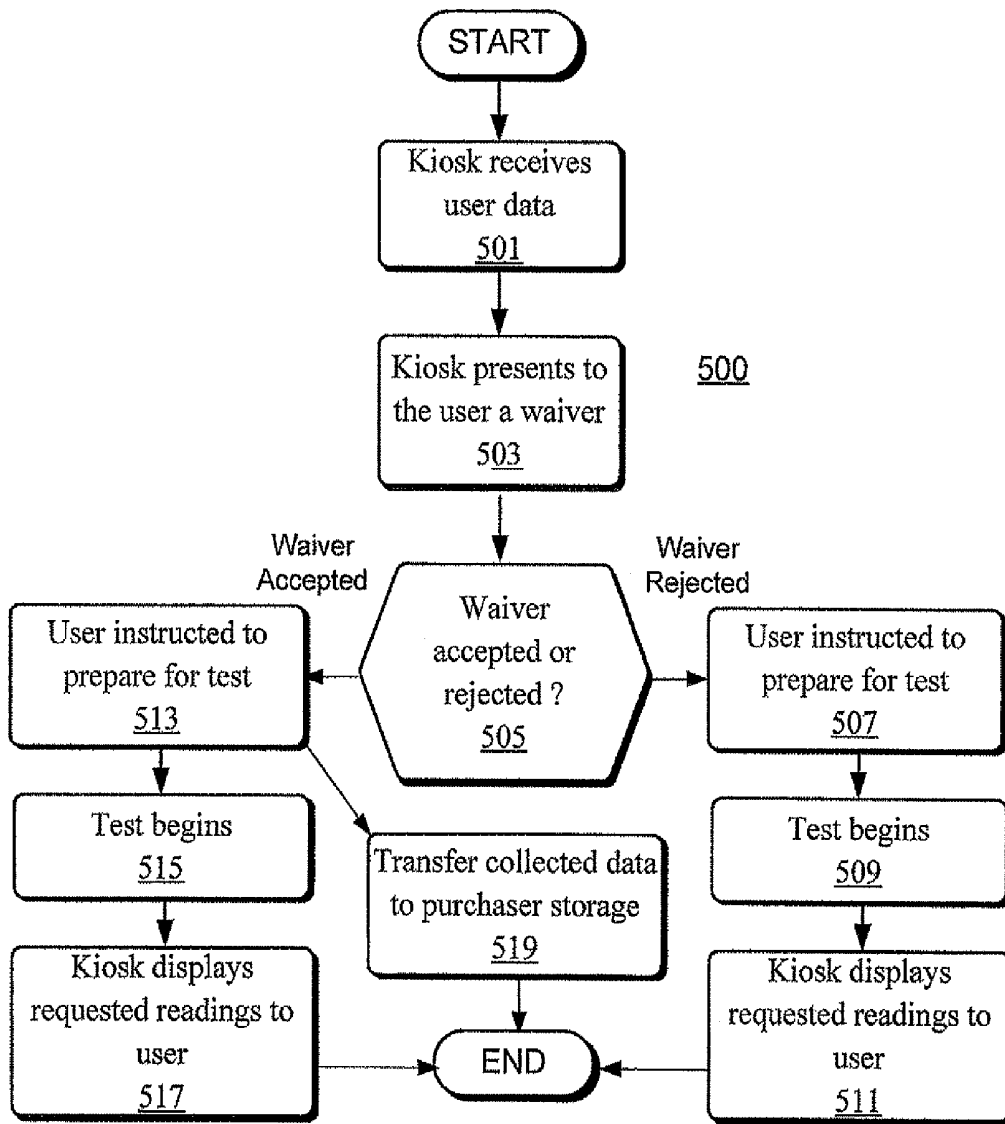 START
Kiosk receives
user data
501
Kiosk presents to
the user a waiver
503
500
Waiver
Accepted
Waiver
Rejected
Waiver
accepted or
rejected ?
505
User instructed to
prepare for test
513
User instructed to
prepare for test
507
Test begins
515
Transfer collected data
to purchaser storage
519
Test begins
509
Kiosk displays
requested readings to
user
517
END
Kiosk displays
requested readings to
user
511